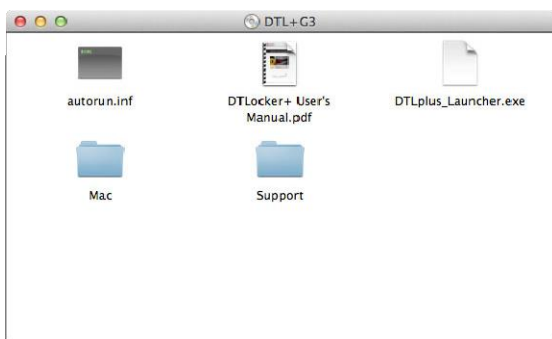 DTL+G3
autorun.inf
DTLocker+ User's
Manual.pdf
DTLplus_Launcher.exe
Mac
Support